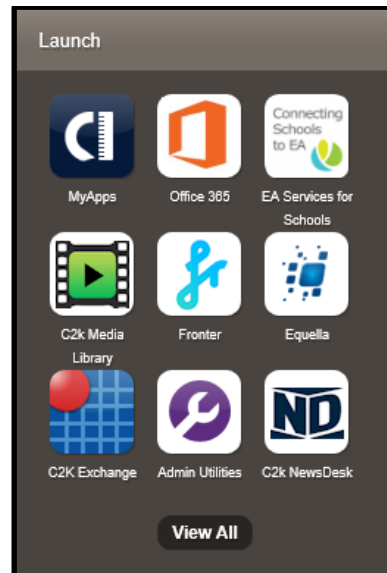 Launch
Connecting
Schools
to EA
MyApps
Office 365
EA Services for
Schools
fr
C2k Media
Library
Fronter
Equella
ND
C2K Exchange
Admin Utilities
C2k NewsDesk
View All